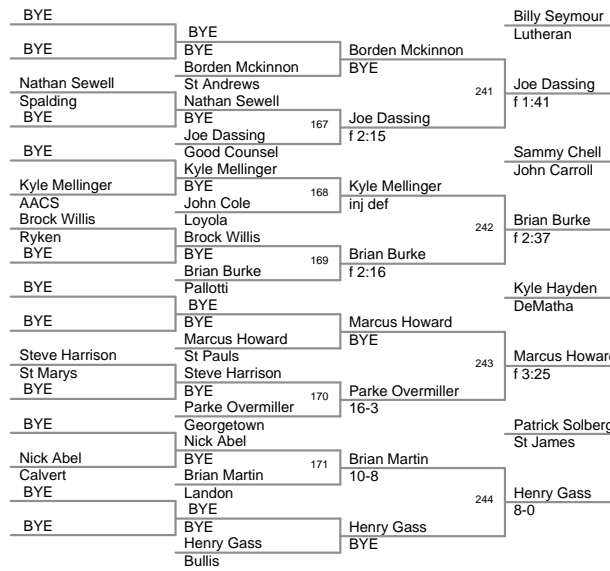 BYE
BYE
Nathan Sewell
Spalding
BYE
BYE
Kyle Mellinger
AACS
Brock Willis
Ryken
BYE
BYE
BYE
Steve Harrison
St Marys
BYE
BYE
Nick Abel
Calvert
BYE
BYE
BYE
BYE
Borden Mckinnon
St Andrews
Nathan Sewell
BYE
Joe Dassing
Good Counsel
Kyle Mellinger
BYE
John Cole
Loyola
Brock Willis
BYE
Brian Burke
Pallotti
BYE
BYE
Marcus Howard
St Pauls
Steve Harrison
BYE
Parke Overmiller
Georgetown
Nick Abel
BYE
Brian Martin
Landon
BYE
BYE
Henry Gass
Bullis
167
168
169
170
171
Borden Mckinnon
BYE
Joe Dassing
f 2:15
Kyle Mellinger
inj def
Brian Burke
f 2:16
Marcus Howard
BYE
Parke Overmiller
16-3
Brian Martin
10-8
Henry Gass
BYE
241
242
243
244
Billy Seymour
Lutheran
Joe Dassing
f 1:41
Sammy Chell
John Carroll
Brian Burke
f 2:37
Kyle Hayden
DeMatha
Marcus Howard
f 3:25
Patrick Solberg
St James
Henry Gass
8-0